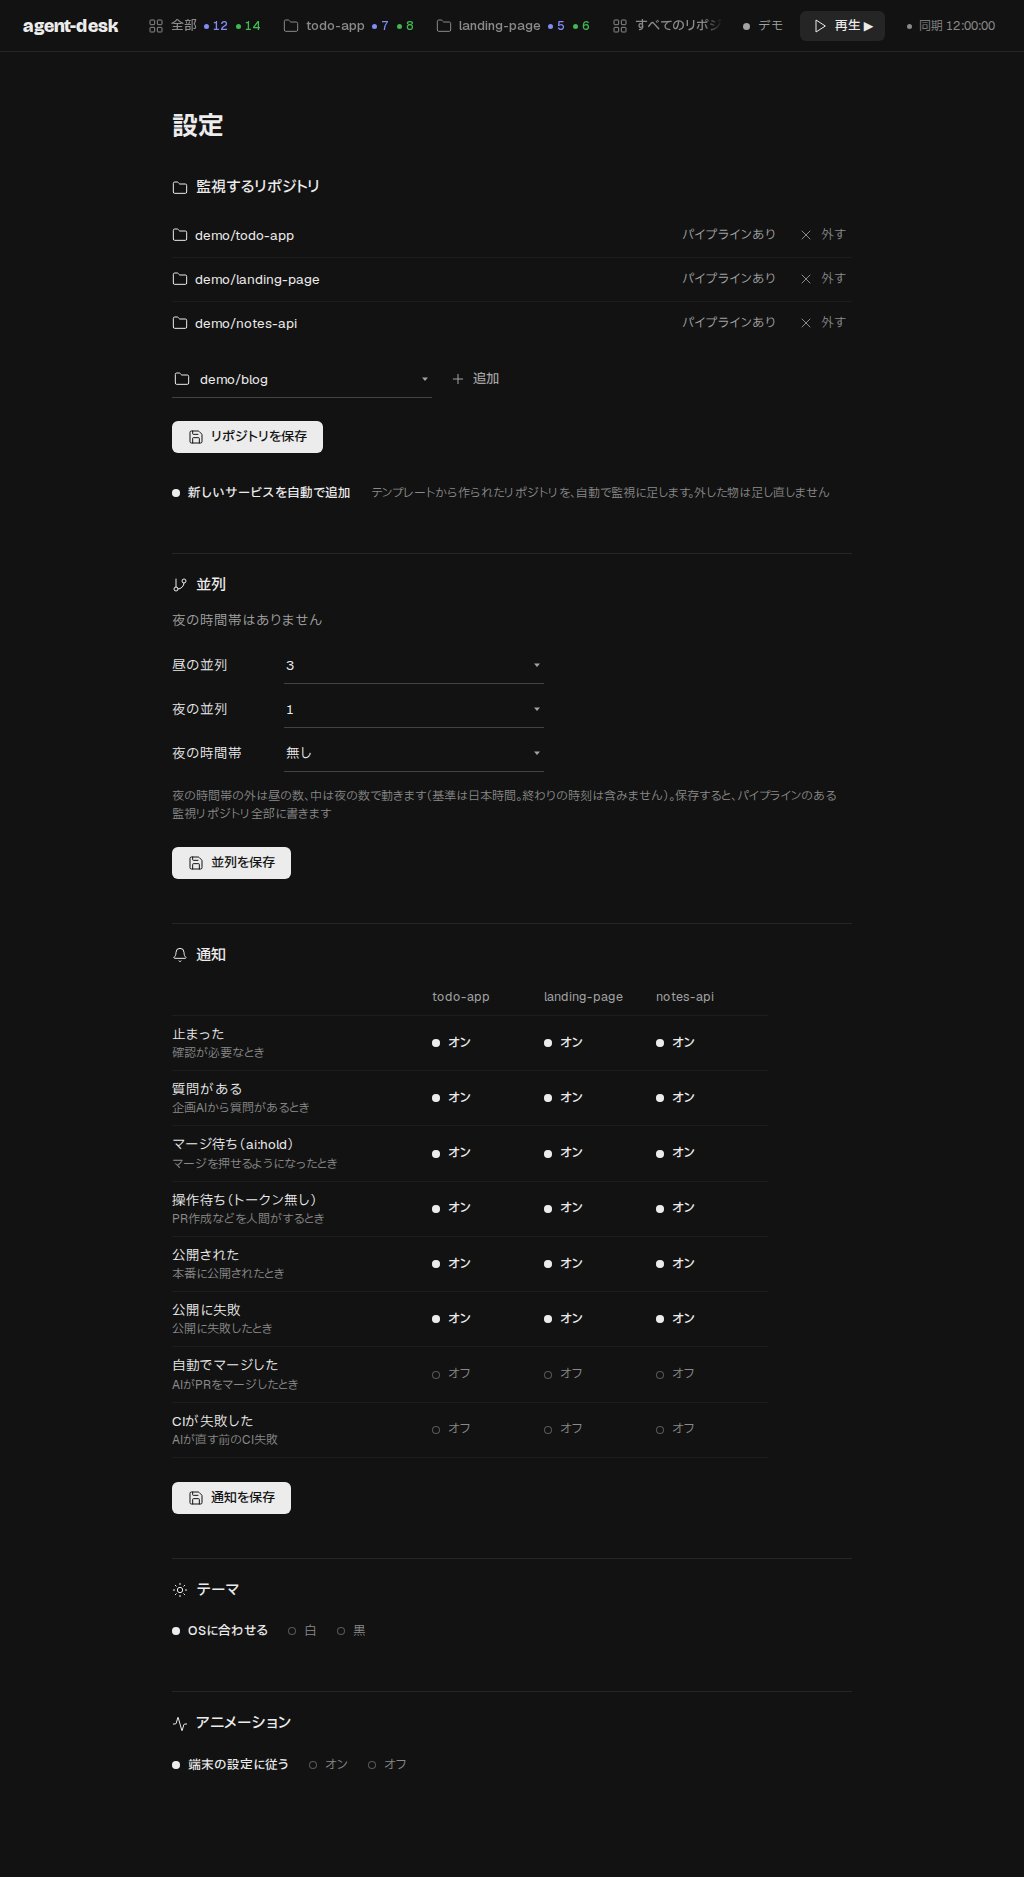 agent-desk 全部 12 14 todo-app 7 8 landing-page 5 6 すべてのリポジ デモ 再生 ▶ 同期 12:00:00
設定
監視するリポジトリ
demo/todo-app パイプラインあり 外す
demo/landing-page パイプラインあり 外す
demo/notes-api パイプラインあり 外す
demo/blog 追加
リポジトリを保存
新しいサービスを自動で追加 テンプレートから作られたリポジトリを、自動で監視に足します。外した物は足し直しません
並列
夜の時間帯はありません
昼の並列 3
夜の並列 1
夜の時間帯 無し
夜の時間帯の外は昼の数、中は夜の数で動きます（基準は日本時間。終わりの時刻は含みません）。保存すると、パイプラインのある
監視リポジトリ全部に書きます
並列を保存
通知
todo-app landing-page notes-api
止まった
確認が必要なとき
オン オン オン
質問がある
企画AIから質問があるとき
オン オン オン
マージ待ち（ai:hold）
マージを押せるようになったとき
オン オン オン
操作待ち（トークン無し）
PR作成などを人間がするとき
オン オン オン
公開された
本番に公開されたとき
オン オン オン
公開に失敗
公開に失敗したとき
オン オン オン
自動でマージした
AIがPRをマージしたとき
オフ オフ オフ
CIが失敗した
AIが直す前のCI失敗
オフ オフ オフ
通知を保存
テーマ
OSに合わせる 白 黒
アニメーション
端末の設定に従う オン オフ